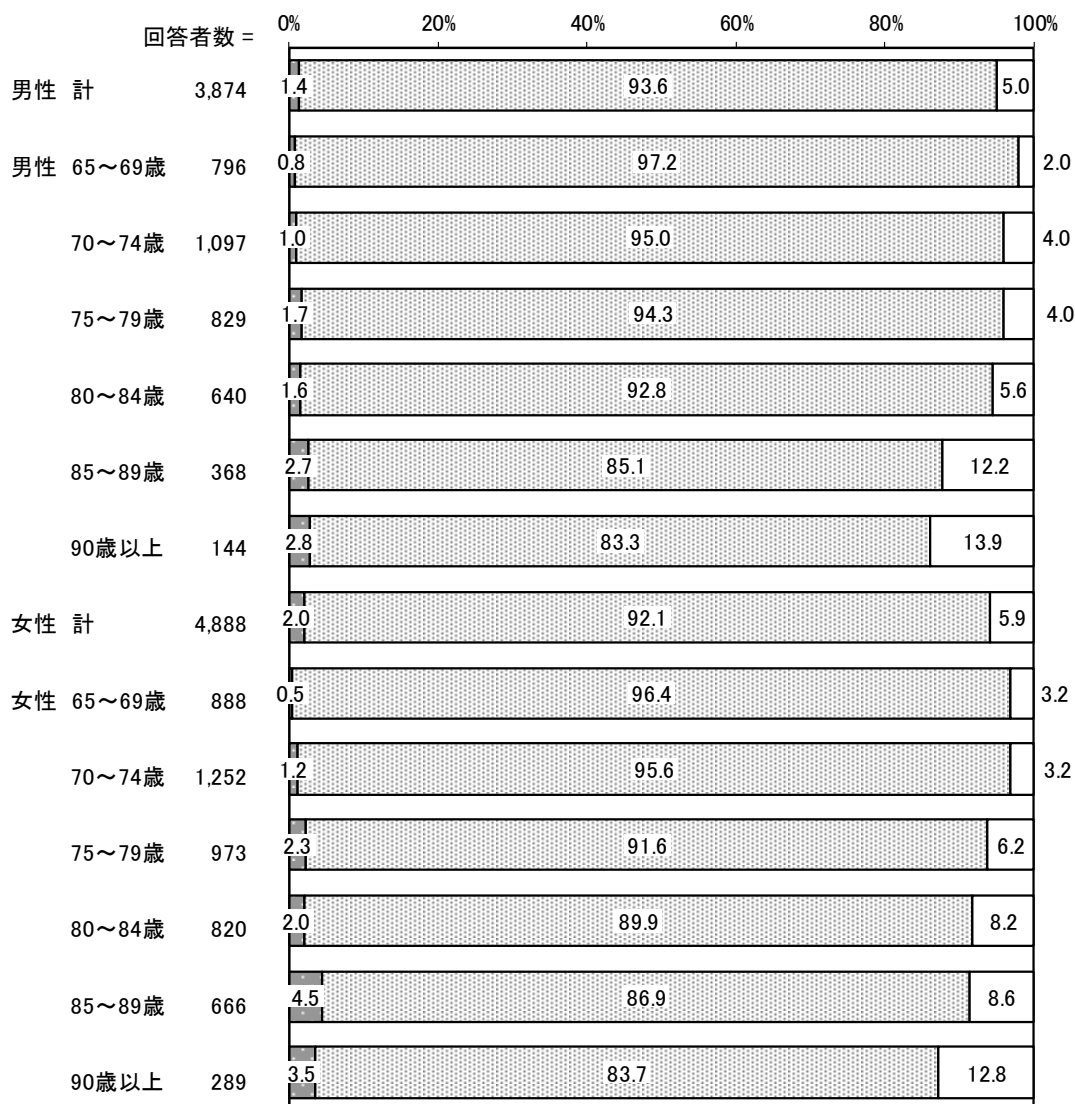 0% 20% 40% 60% 80% 100%
回答者数 =
男性 計 3,874 1.4 93.6 5.0
男性 65～69歳 796 0.8 97.2 2.0
70～74歳 1,097 1.0 95.0 4.0
75～79歳 829 1.7 94.3 4.0
80～84歳 640 1.6 92.8 5.6
85～89歳 368 2.7 85.1 12.2
90歳以上 144 2.8 83.3 13.9
女性 計 4,888 2.0 92.1 5.9
女性 65～69歳 888 0.5 96.4 3.2
70～74歳 1,252 1.2 95.6 3.2
75～79歳 973 2.3 91.6 6.2
80～84歳 820 2.0 89.9 8.2
85～89歳 666 4.5 86.9 8.6
90歳以上 289 3.5 83.7 12.8